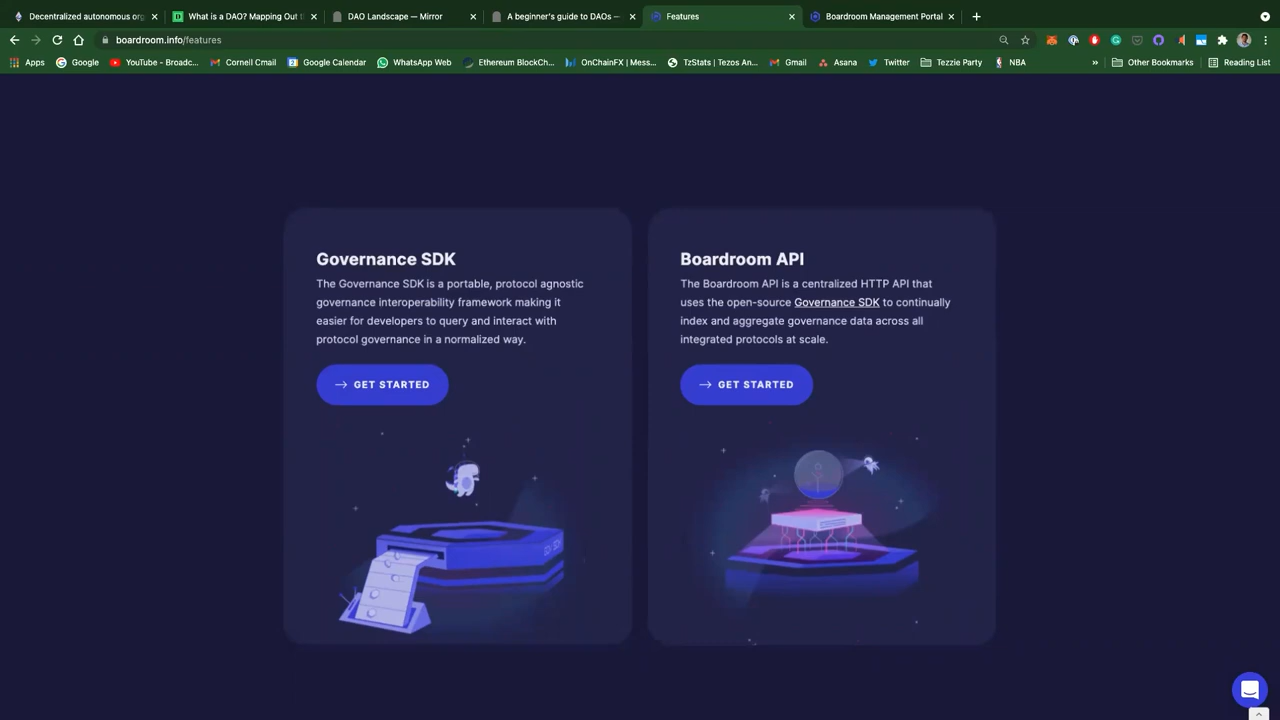 Decentralized autonomous org
What is a DAO? Mapping Out t
DAO Landscape — Mirror
A beginner's guide to DAOs —
Features
Boardroom Management Portal
boardroom.info/features
Apps
Google
YouTube - Broadc...
Cornell Cmail
Google Calendar
WhatsApp Web
Ethereum BlockCh...
OnChainFX | Mess...
TzStats | Tezos An...
Gmail
Asana
Twitter
Tezzie Party
NBA
»
Other Bookmarks
Reading List
Governance SDK
The Governance SDK is a portable, protocol agnostic
governance interoperability framework making it
easier for developers to query and interact with
protocol governance in a normalized way.
→ GET STARTED
Boardroom API
The Boardroom API is a centralized HTTP API that
uses the open-source Governance SDK to continually
index and aggregate governance data across all
integrated protocols at scale.
→ GET STARTED